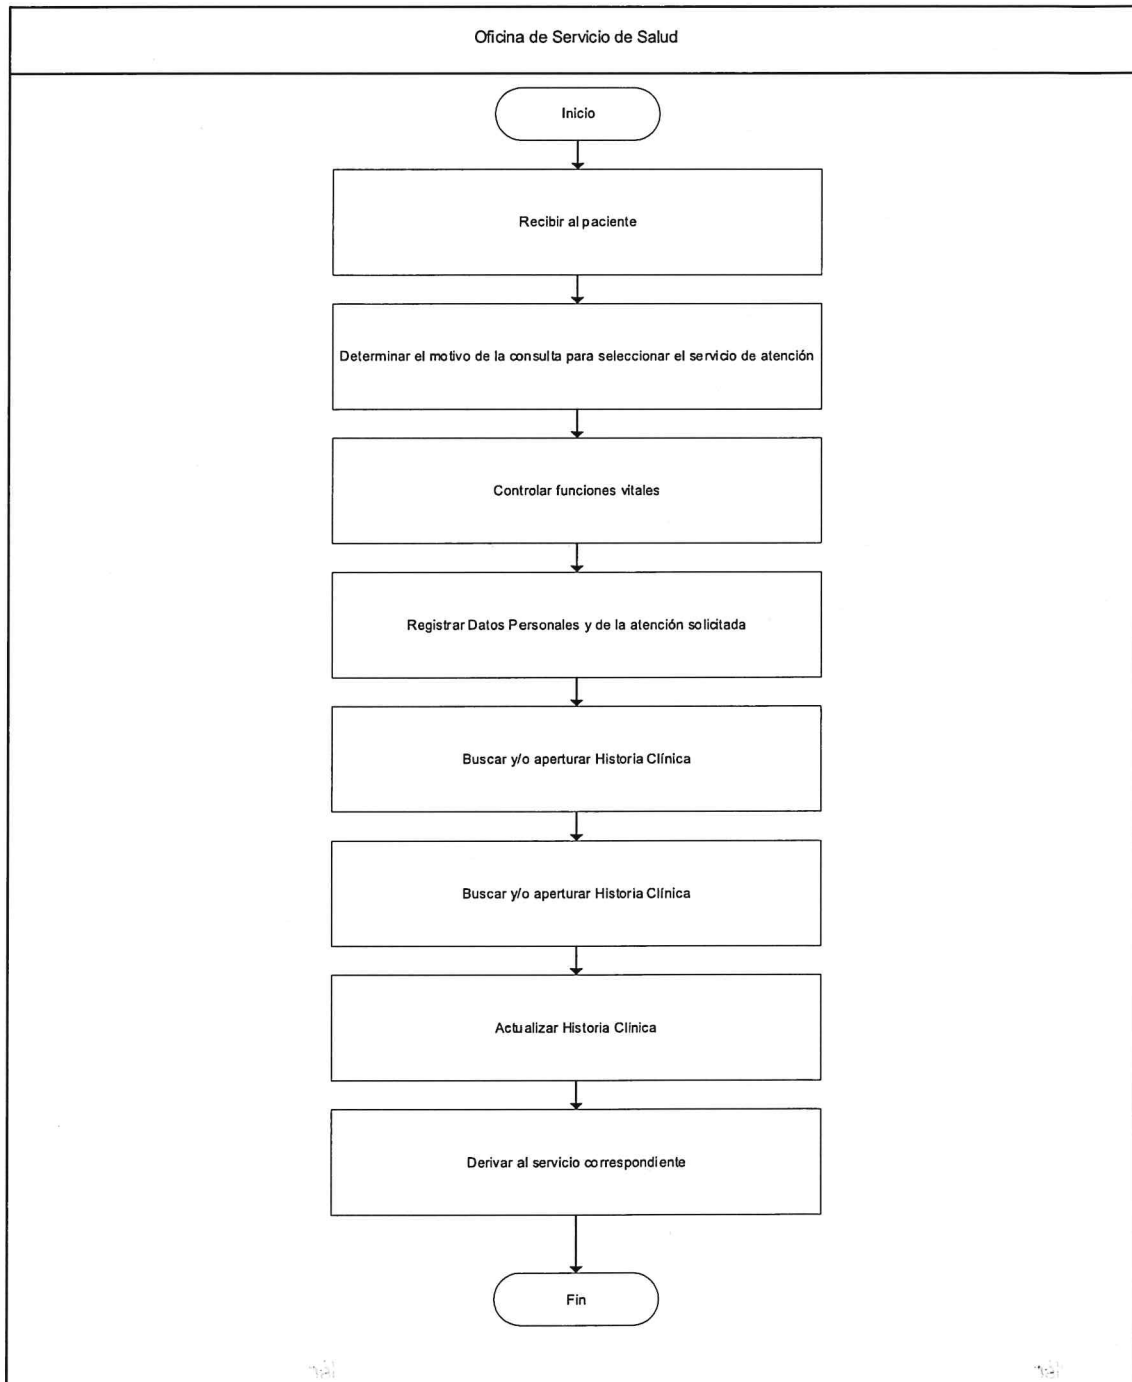 Oficina de Servicio de Salud
Inicio
Recibir al paciente
Determinar el motivo de la consulta para seleccionar el servicio de atención
Controlar funciones vitales
Registrar Datos Personales y de la atención solicitada
Buscar y/o aperturar Historia Clínica
Buscar y/o aperturar Historia Clínica
Actualizar Historia Clínica
Derivar al servicio correspondiente
Fin